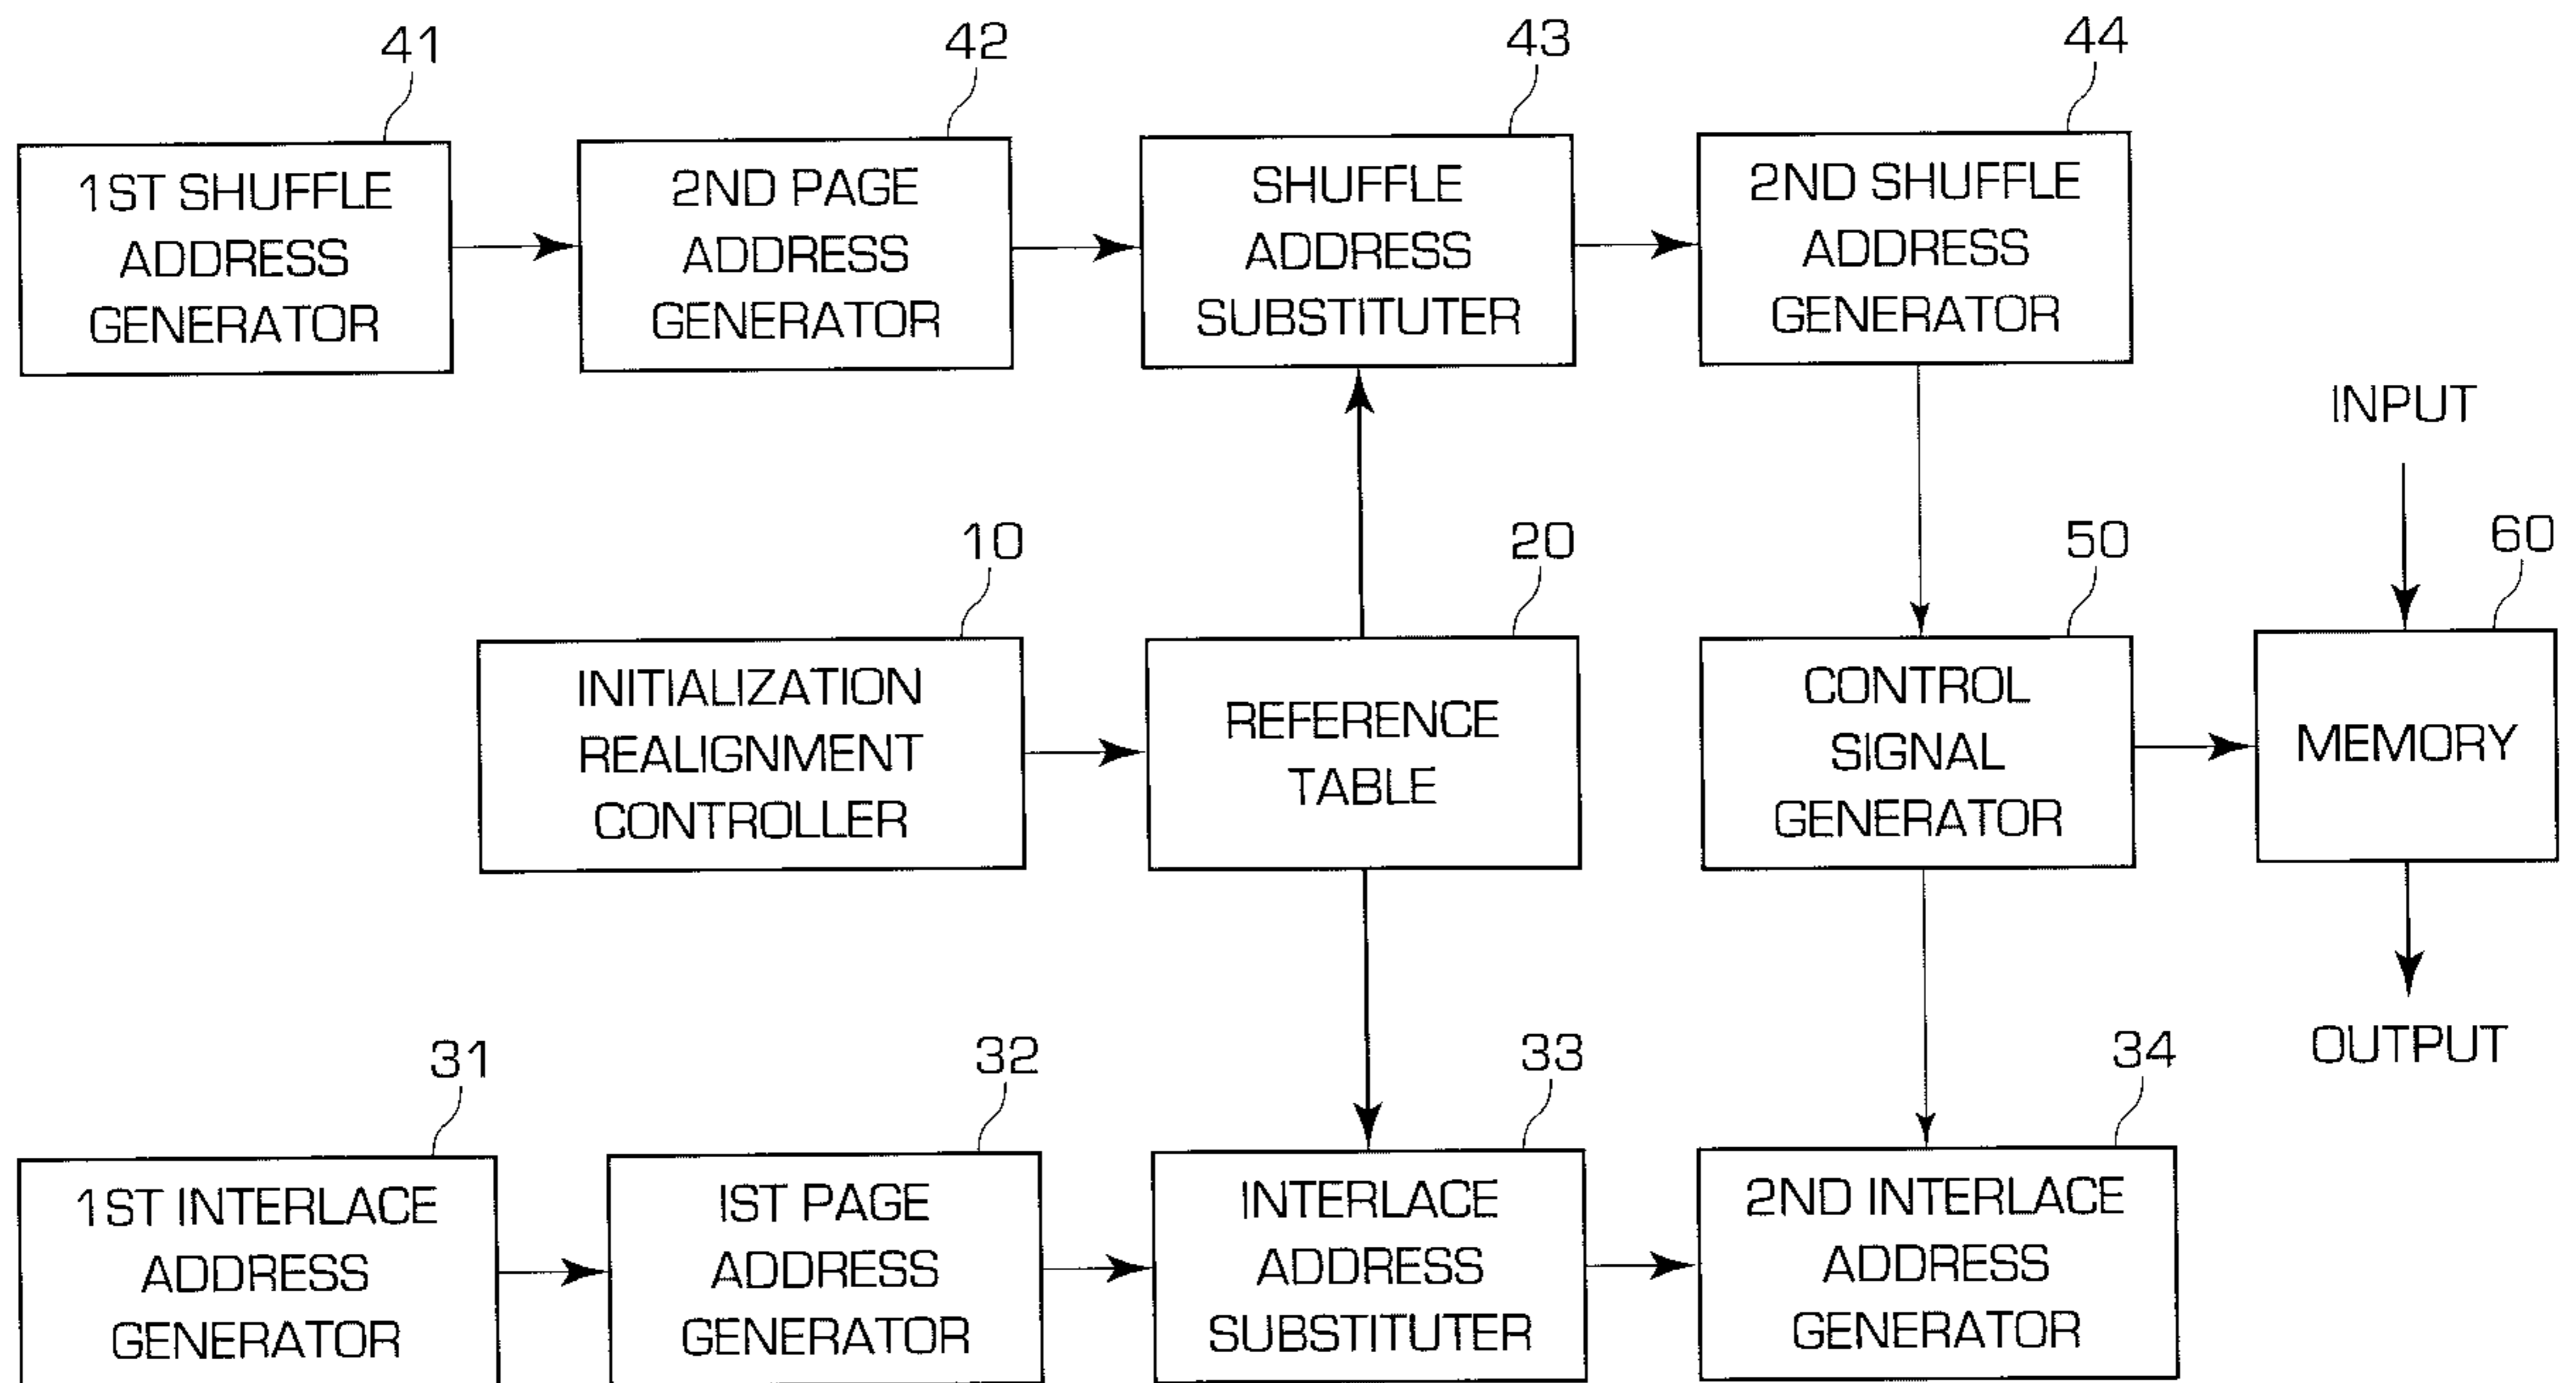 41
42
43
44
1ST SHUFFLE
ADDRESS
GENERATOR
2ND PAGE
ADDRESS
GENERATOR
SHUFFLE
ADDRESS
SUBSTITUTER
2ND SHUFFLE
ADDRESS
GENERATOR
INPUT
10
20
50
60
INITIALIZATION
REALIGNMENT
CONTROLLER
REFERENCE
TABLE
CONTROL
SIGNAL
GENERATOR
MEMORY
OUTPUT
31
32
33
34
1ST INTERLACE
ADDRESS
GENERATOR
IST PAGE
ADDRESS
GENERATOR
INTERLACE
ADDRESS
SUBSTITUTER
2ND INTERLACE
ADDRESS
GENERATOR